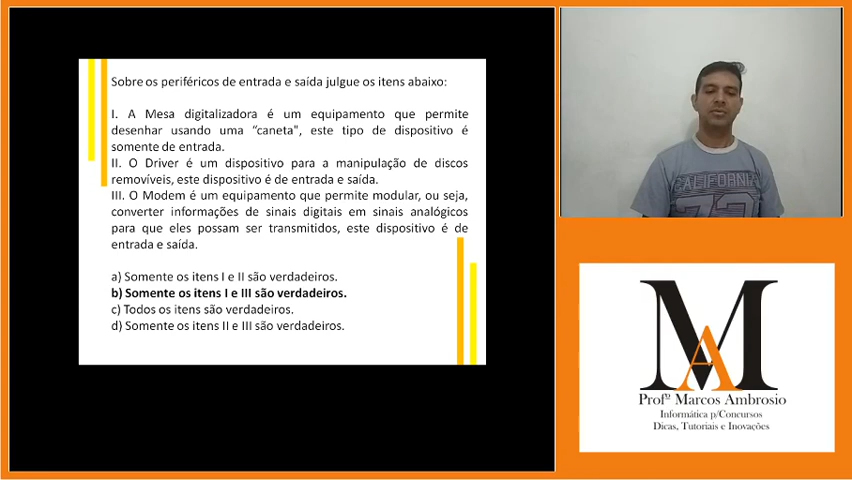 Sobre os periféricos de entrada e saída julgue os itens abaixo:
I. A Mesa digitalizadora é um equipamento que permite
desenhar usando uma “caneta", este tipo de dispositivo é
somente de entrada.
II. O Driver é um dispositivo para a manipulação de discos
removíveis, este dispositivo é de entrada e saída.
III. O Modem é um equipamento que permite modular, ou seja,
converter informações de sinais digitais em sinais analógicos
para que eles possam ser transmitidos, este dispositivo é de
entrada e saída.
a) Somente os itens I e II são verdadeiros.
b) Somente os itens I e III são verdadeiros.
c) Todos os itens são verdadeiros.
d) Somente os itens II e III são verdadeiros.
CALIFORNIA
MA
Profº Marcos Ambrosio
Informática p/Concursos
Dicas, Tutoriais e Inovações